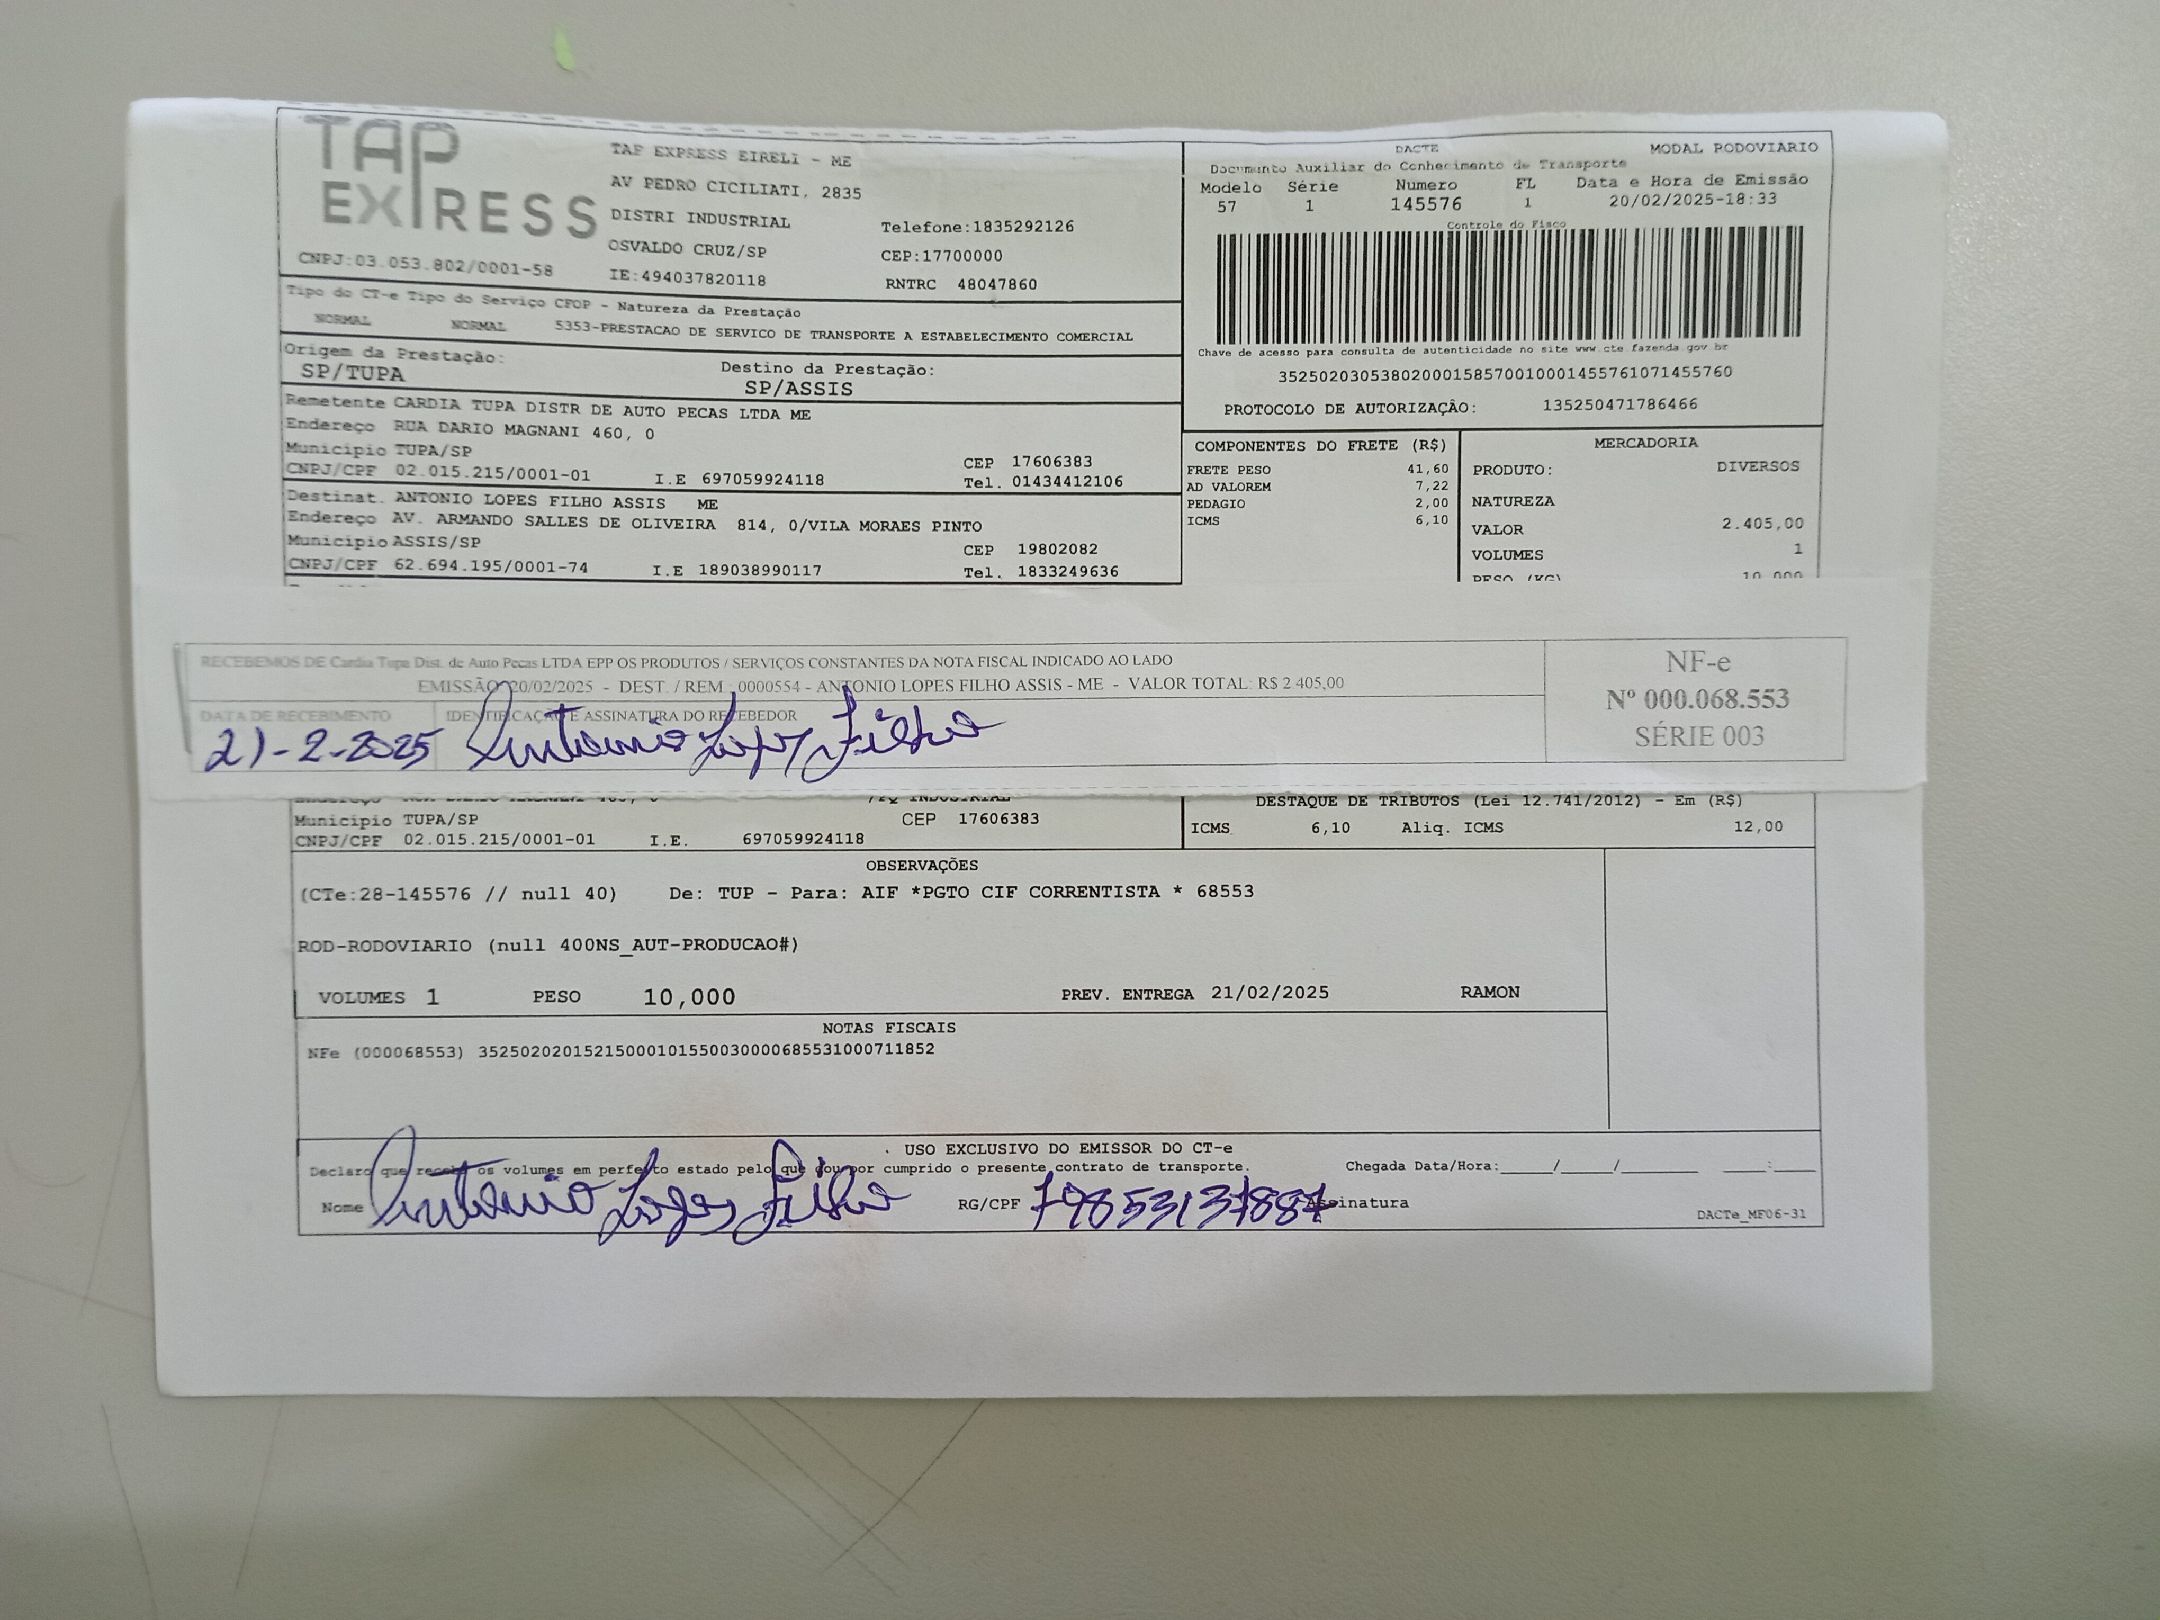 TAP EXPRESS
TAP EXPRESS EIRELI - ME
AV PEDRO CICILIATI, 2835
DISTRI INDUSTRIAL
OSVALDO CRUZ/SP
IE:494037820118
Telefone:1835292126
CEP:17700000
RNTRC 48047860
CNPJ:03.053.802/0001-58
Tipo do CT-e Tipo do Serviço CFOP - Natureza da Prestação
NORMAL NORMAL 5353-PRESTACAO DE SERVICO DE TRANSPORTE A ESTABELECIMENTO COMERCIAL
Origem da Prestação: Destino da Prestação:
SP/TUPA SP/ASSIS
Remetente CARDIA TUPA DISTR DE AUTO PECAS LTDA ME
Endereço RUA DARIO MAGNANI 460, 0
Municipio TUPA/SP CEP 17606383
CNPJ/CPF 02.015.215/0001-01 I.E 697059924118 Tel. 01434412106
Destinat. ANTONIO LOPES FILHO ASSIS ME
Endereço AV. ARMANDO SALLES DE OLIVEIRA 814, 0/VILA MORAES PINTO
Municipio ASSIS/SP CEP 19802082
CNPJ/CPF 62.694.195/0001-74 I.E 189038990117 Tel. 1833249636
DACTE MODAL RODOVIARIO
Documento Auxiliar do Conhecimento de Transporte
Modelo Série Numero FL Data e Hora de Emissão
57 1 145576 1 20/02/2025-18:33
Controle do Fisco
Chave de acesso para consulta de autenticidade no site www.cte.fazenda.gov.br
35250203053802000158570010001455761071455760
PROTOCOLO DE AUTORIZAÇÃO: 135250471786466
COMPONENTES DO FRETE (R$)
FRETE PESO 41,60
AD VALOREM 7,22
PEDAGIO 2,00
ICMS 6,10
MERCADORIA
PRODUTO: DIVERSOS
NATUREZA
VALOR 2.405,00
VOLUMES 1
PESO (KG) 10,000
RECEBEMOS DE Cardia Tupa Dist. de Auto Pecas LTDA EPP OS PRODUTOS / SERVIÇOS CONSTANTES DA NOTA FISCAL INDICADO AO LADO
EMISSÃO 20/02/2025 - DEST. / REM 0000554 - ANTONIO LOPES FILHO ASSIS - ME - VALOR TOTAL: R$ 2 405,00
DATA DE RECEBIMENTO IDENTIFICAÇÃO E ASSINATURA DO RECEBEDOR
21-2-2025 Antonio Lopes Filho
NF-e
Nº 000.068.553
SÉRIE 003
Municipio TUPA/SP CEP 17606383
CNPJ/CPF 02.015.215/0001-01 I.E. 697059924118
DESTAQUE DE TRIBUTOS (Lei 12.741/2012) - Em (R$)
ICMS 6,10 Aliq. ICMS 12,00
OBSERVAÇÕES
(CTe:28-145576 // null 40) De: TUP - Para: AIF *PGTO CIF CORRENTISTA * 68553
ROD-RODOVIARIO (null 400NS_AUT-PRODUCAO#)
VOLUMES 1 PESO 10,000 PREV. ENTREGA 21/02/2025 RAMON
NOTAS FISCAIS
NFe (000068553) 35250202015215000101550030000685531000711852
USO EXCLUSIVO DO EMISSOR DO CT-e
Declaro que recebi os volumes em perfeito estado pelo que dou por cumprido o presente contrato de transporte. Chegada Data/Hora:____/____/______ ___:___
Nome Antonio Lopes Filho RG/CPF 79853137887 Assinatura
DACTe_MF06-31